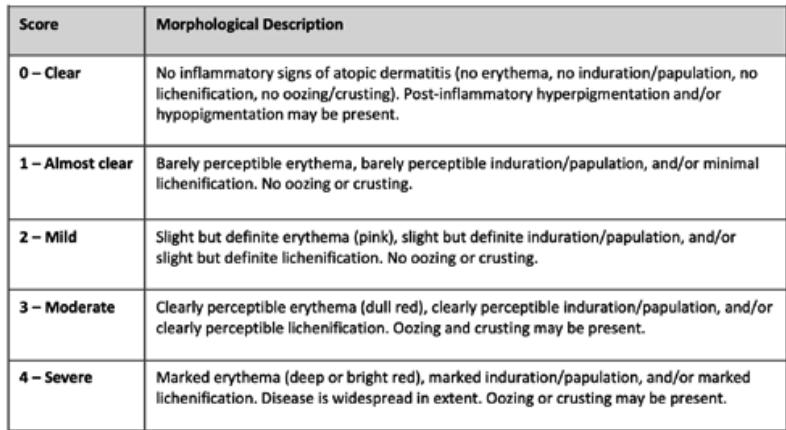 Score Morphological Description
0 – Clear No inflammatory signs of atopic dermatitis (no erythema, no induration/papulation, no
lichenification, no oozing/crusting). Post-inflammatory hyperpigmentation and/or
hypopigmentation may be present.
1 – Almost clear Barely perceptible erythema, barely perceptible induration/papulation, and/or minimal
lichenification. No oozing or crusting.
2 – Mild Slight but definite erythema (pink), slight but definite induration/papulation, and/or
slight but definite lichenification. No oozing or crusting.
3 – Moderate Clearly perceptible erythema (dull red), clearly perceptible induration/papulation, and/or
clearly perceptible lichenification. Oozing and crusting may be present.
4 – Severe Marked erythema (deep or bright red), marked induration/papulation, and/or marked
lichenification. Disease is widespread in extent. Oozing or crusting may be present.